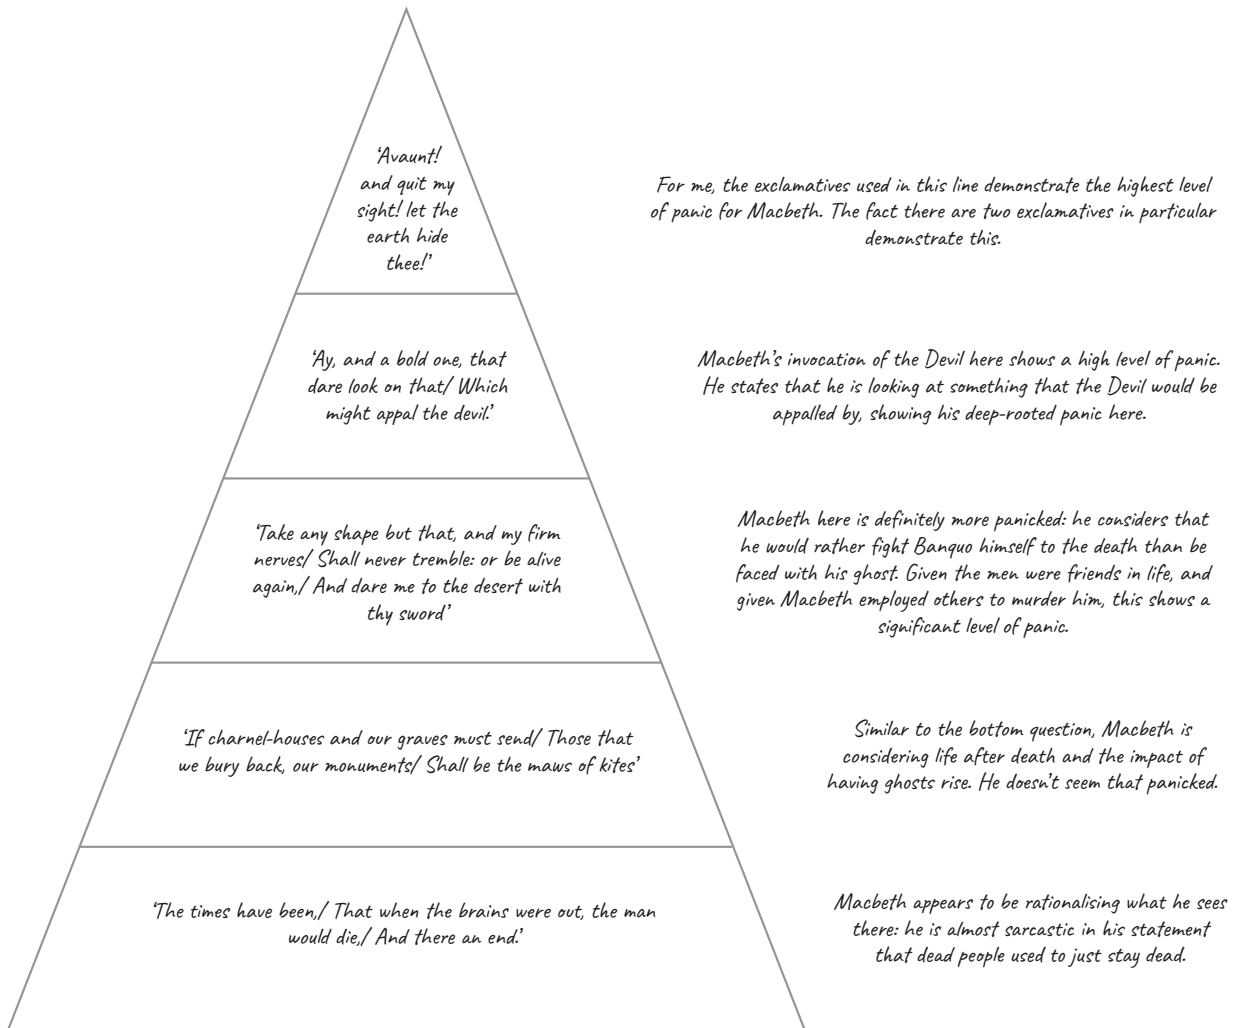 ‘Avaunt!
and quit my
sight! let the
earth hide
thee!’
For me, the exclamatives used in this line demonstrate the highest level
of panic for Macbeth. The fact there are two exclamatives in particular
demonstrate this.
‘Ay, and a bold one, that
dare look on that/ Which
might appal the devil.’
Macbeth’s invocation of the Devil here shows a high level of panic.
He states that he is looking at something that the Devil would be
appalled by, showing his deep-rooted panic here.
‘Take any shape but that, and my firm
nerves/ Shall never tremble: or be alive
again,/ And dare me to the desert with
thy sword’
Macbeth here is definitely more panicked: he considers that
he would rather fight Banquo himself to the death than be
faced with his ghost. Given the men were friends in life, and
given Macbeth employed others to murder him, this shows a
significant level of panic.
‘If charnel-houses and our graves must send/ Those that
we bury back, our monuments/ Shall be the maws of kites’
Similar to the bottom question, Macbeth is
considering life after death and the impact of
having ghosts rise. He doesn’t seem that panicked.
‘The times have been,/ That when the brains were out, the man
would die,/ And there an end.’
Macbeth appears to be rationalising what he sees
there: he is almost sarcastic in his statement
that dead people used to just stay dead.